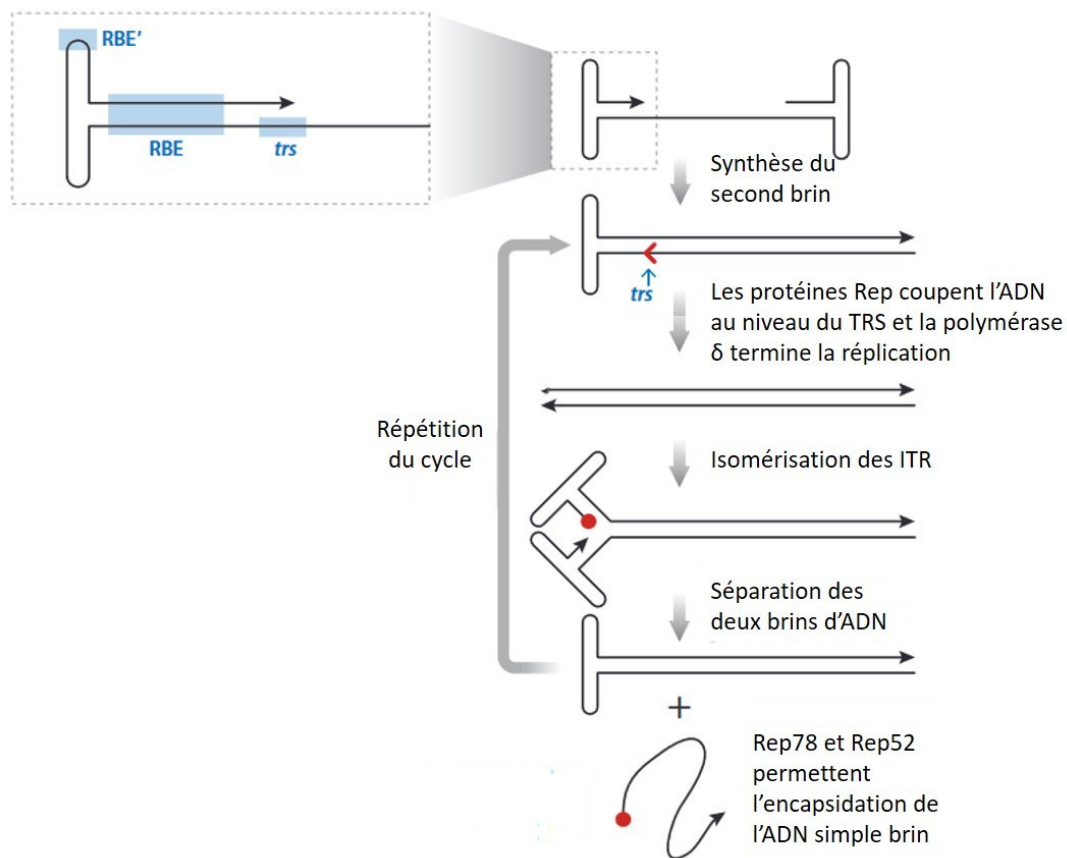 RBE'
RBE
trs
Synthèse du
second brin
trs
Les protéines Rep coupent l'ADN
au niveau du TRS et la polymérase
δ termine la réplication
Répétition
du cycle
Isomérisation des ITR
Séparation des
deux brins d'ADN
+
Rep78 et Rep52
permettent
l'encapsidation de
l'ADN simple brin